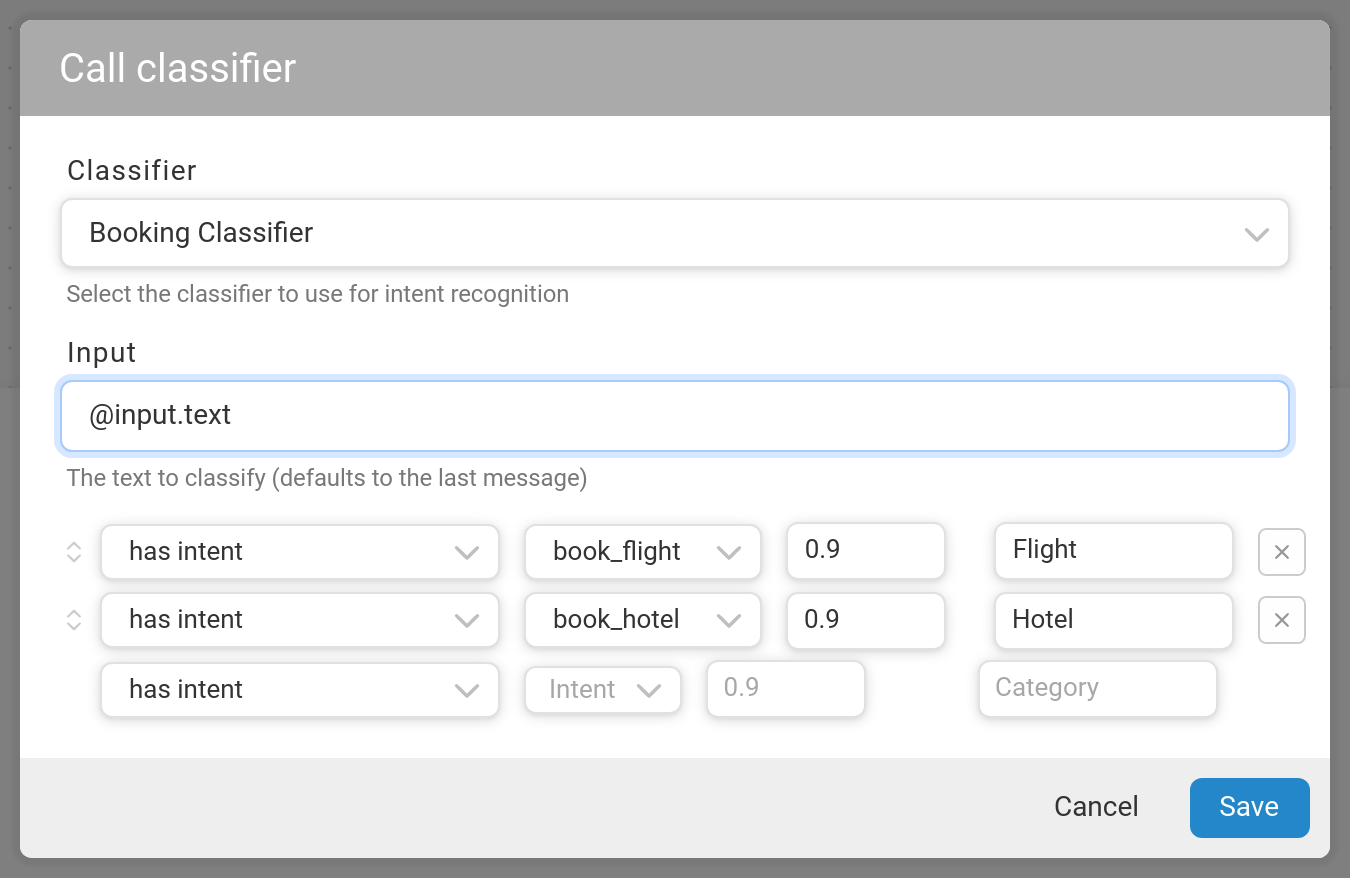 Call classifier
Classifier
Booking Classifier
Select the classifier to use for intent recognition
Input
@input.text
The text to classify (defaults to the last message)
has intent book_flight 0.9 Flight
has intent book_hotel 0.9 Hotel
has intent Intent 0.9 Category
Cancel Save